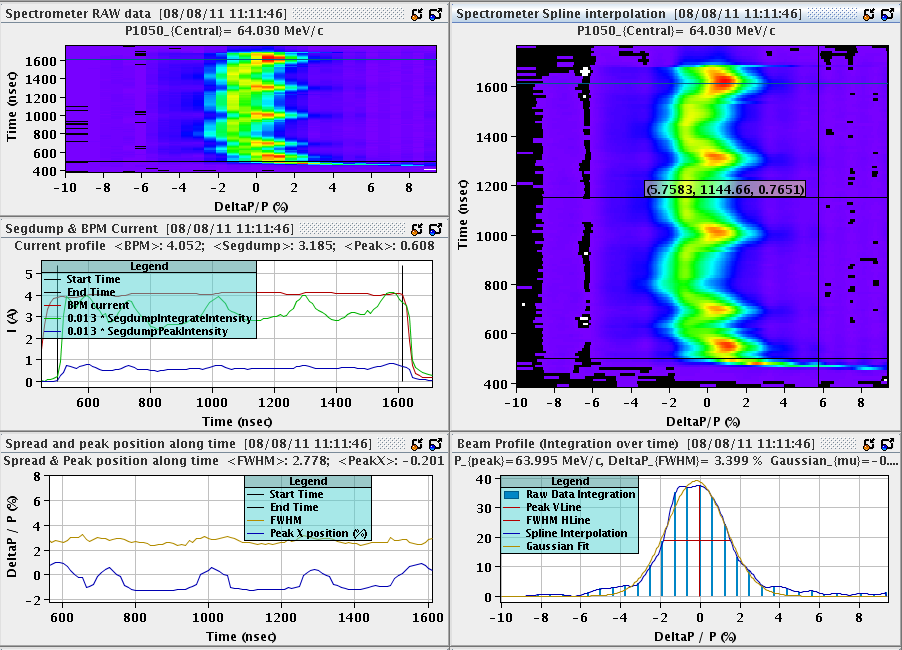 Spectrometer RAW data [08/08/11 11:11:46]
P1050_{Central}= 64.030 MeV/c
Time (nsec)
1600
1400
1200
1000
800
600
400
-10 -8 -6 -4 -2 0 2 4 6 8
DeltaP/P (%)
Spectrometer Spline interpolation [08/08/11 11:11:46]
P1050_{Central}= 64.030 MeV/c
Time (nsec)
1600
1400
1200
1000
800
600
400
(5.7583, 1144.66, 0.7651)
-10 -8 -6 -4 -2 0 2 4 6 8
DeltaP/P (%)
Segdump & BPM Current [08/08/11 11:11:46]
Current profile <BPM>: 4.052; <Segdump>: 3.185; <Peak>: 0.608
I (A)
5
4
3
2
1
0
Legend
Start Time
End Time
BPM current
0.013 * SegdumpIntegrateIntensity
0.013 * SegdumpPeakIntensity
600 800 1000 1200 1400 1600
Time (nsec)
Spread and peak position along time [08/08/11 11:11:46]
Spread & Peak position along time <FWHM>: 2.778; <PeakX>: -0.201
DeltaP / P (%)
8
6
4
2
0
-2
Legend
Start Time
End Time
FWHM
Peak X position (%)
600 800 1000 1200 1400 1600
Time (nsec)
Beam Profile (Integration over time) [08/08/11 11:11:46]
P_{peak}=63.995 MeV/c, DeltaP_{FWHM}= 3.399 % Gaussian_{mu}=-0....
40
30
20
10
0
Legend
Raw Data Integration
Peak VLine
FWHM HLine
Spline Interpolation
Gaussian Fit
-10 -8 -6 -4 -2 0 2 4 6 8
DeltaP / P (%)